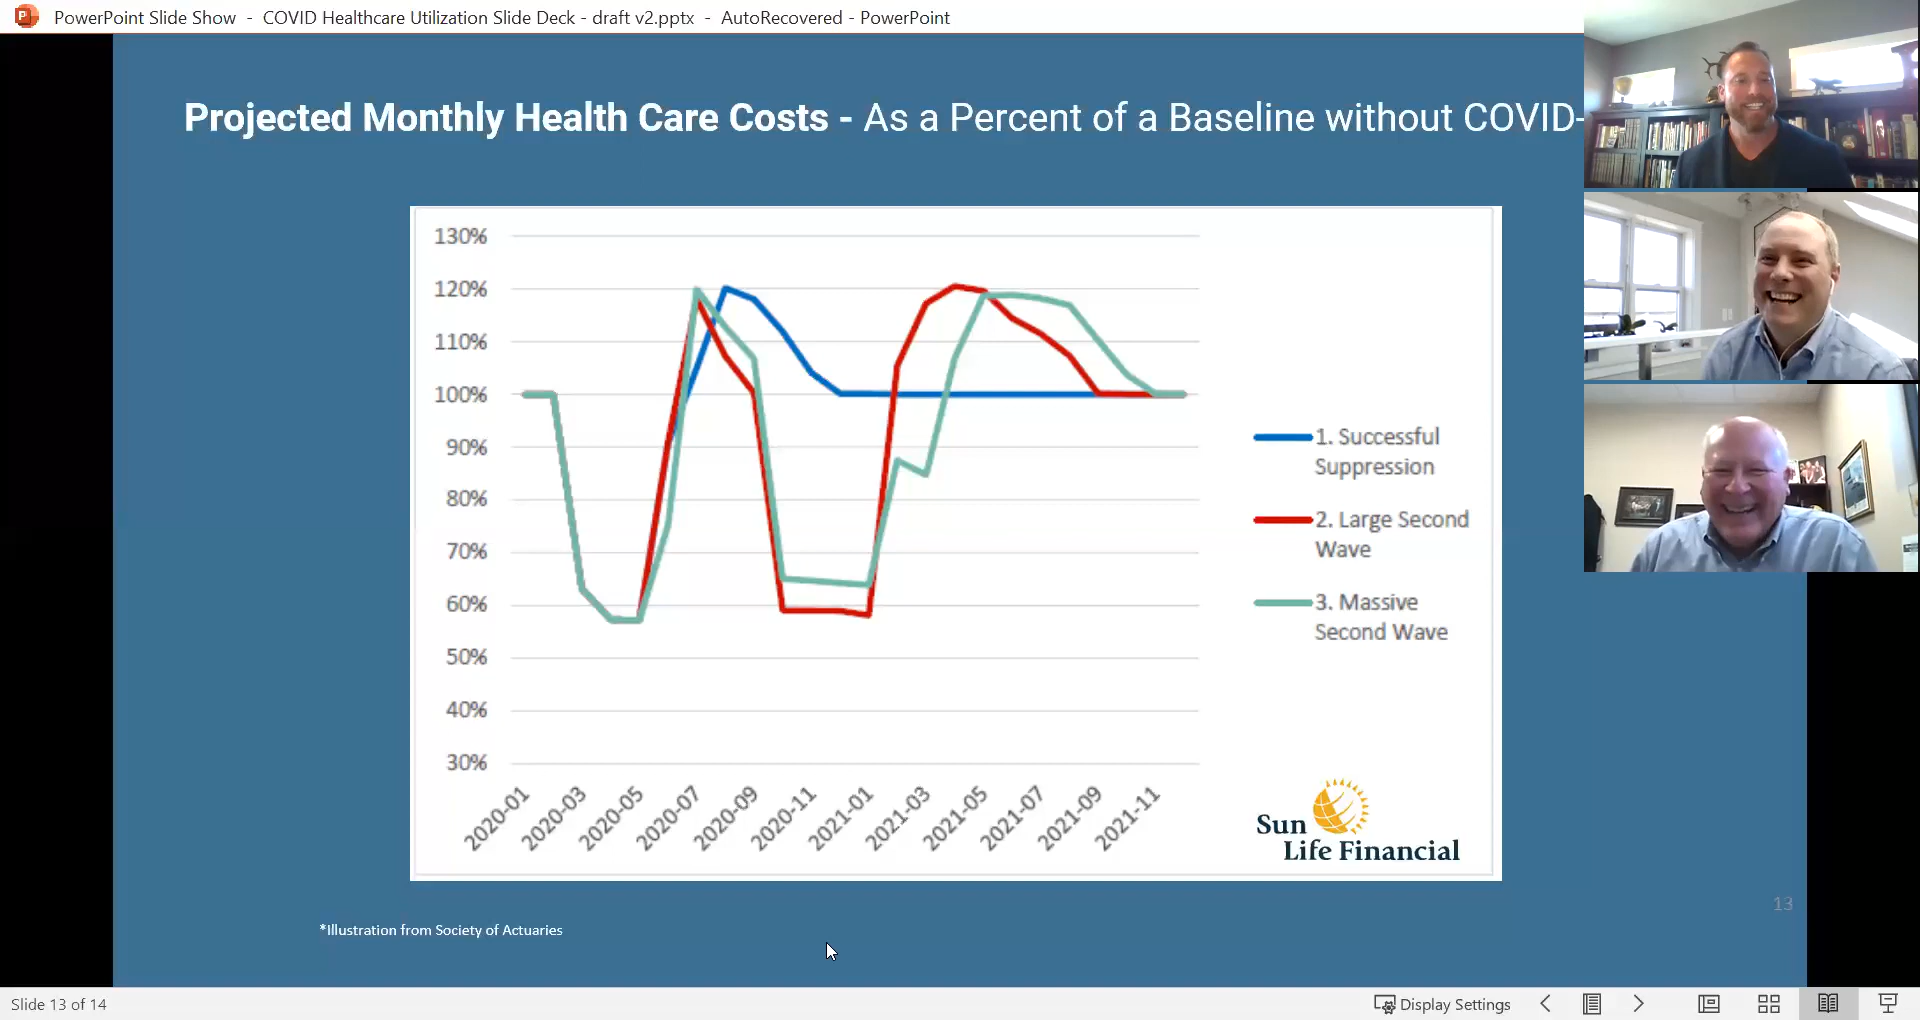 PowerPoint Slide Show - COVID Healthcare Utilization Slide Deck - draft v2.pptx - AutoRecovered - PowerPoint
Projected Monthly Health Care Costs - As a Percent of a Baseline without COVID-
130%
120%
110%
100%
90%
80%
70%
60%
50%
40%
30%
2020-01
2020-03
2020-05
2020-07
2020-09
2020-11
2021-01
2021-03
2021-05
2021-07
2021-09
2021-11
1. Successful
Suppression
2. Large Second
Wave
3. Massive
Second Wave
Sun
Life Financial
13
*Illustration from Society of Actuaries
Slide 13 of 14
Display Settings